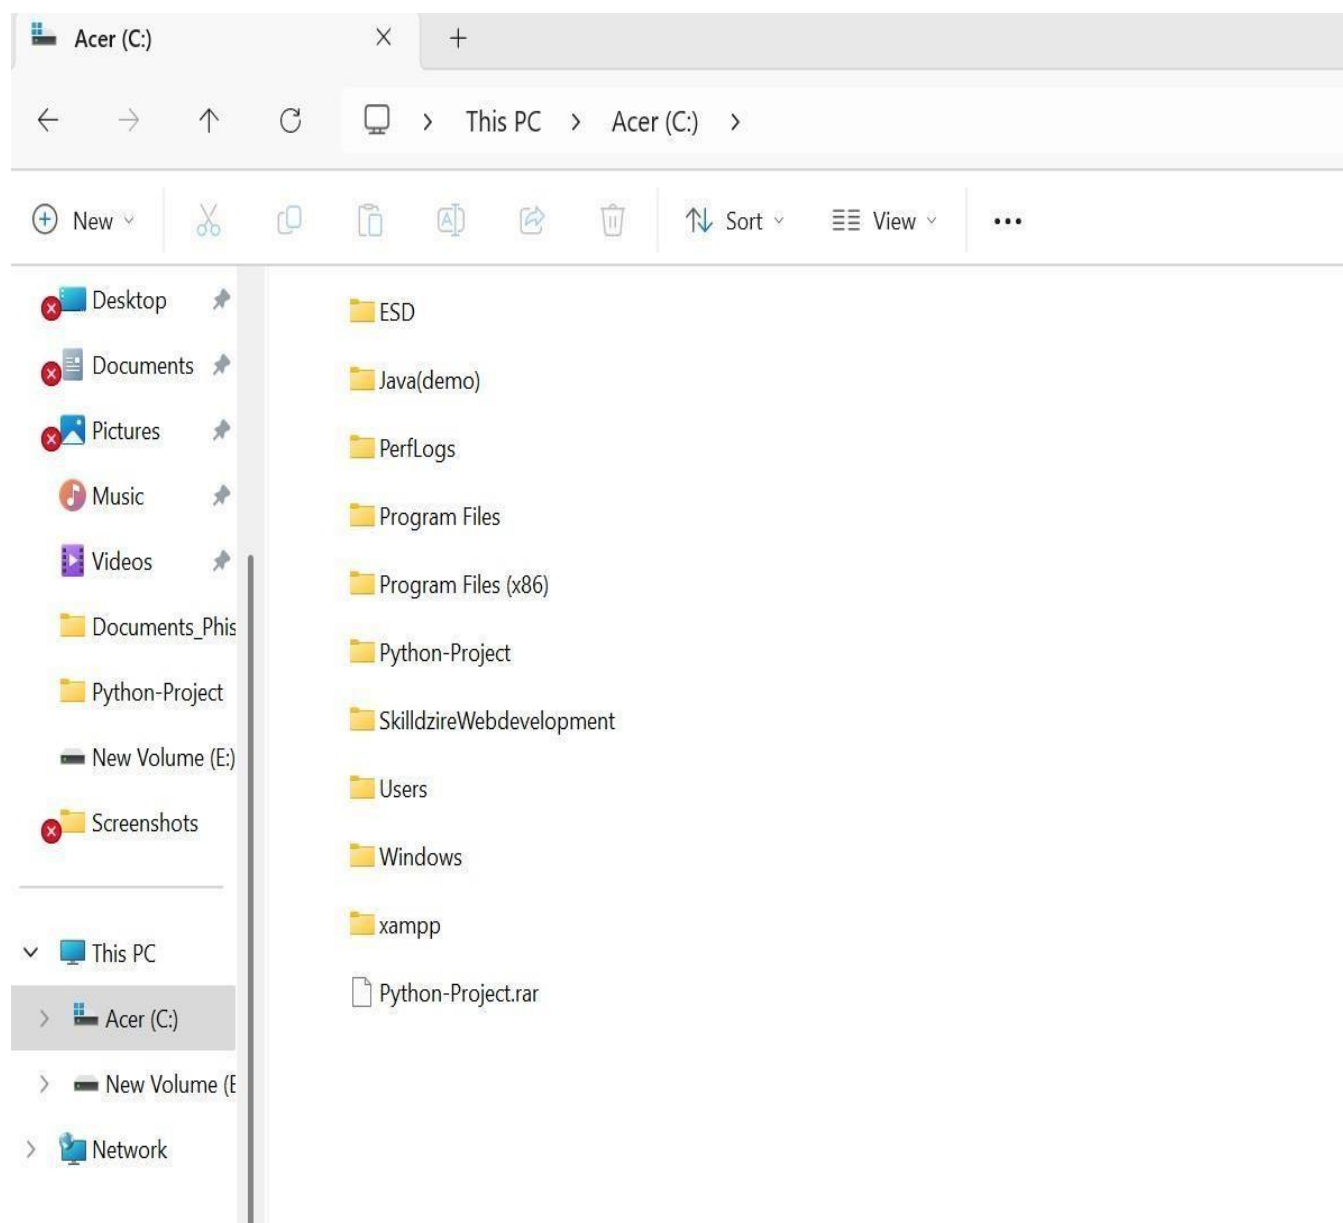 Acer (C:)
This PC > Acer (C:) >
New
Sort
View
Desktop
Documents
Pictures
Music
Videos
Documents_Phis
Python-Project
New Volume (E:)
Screenshots
This PC
Acer (C:)
New Volume (E
Network
ESD
Java(demo)
PerfLogs
Program Files
Program Files (x86)
Python-Project
SkilldzireWebdevelopment
Users
Windows
xampp
Python-Project.rar